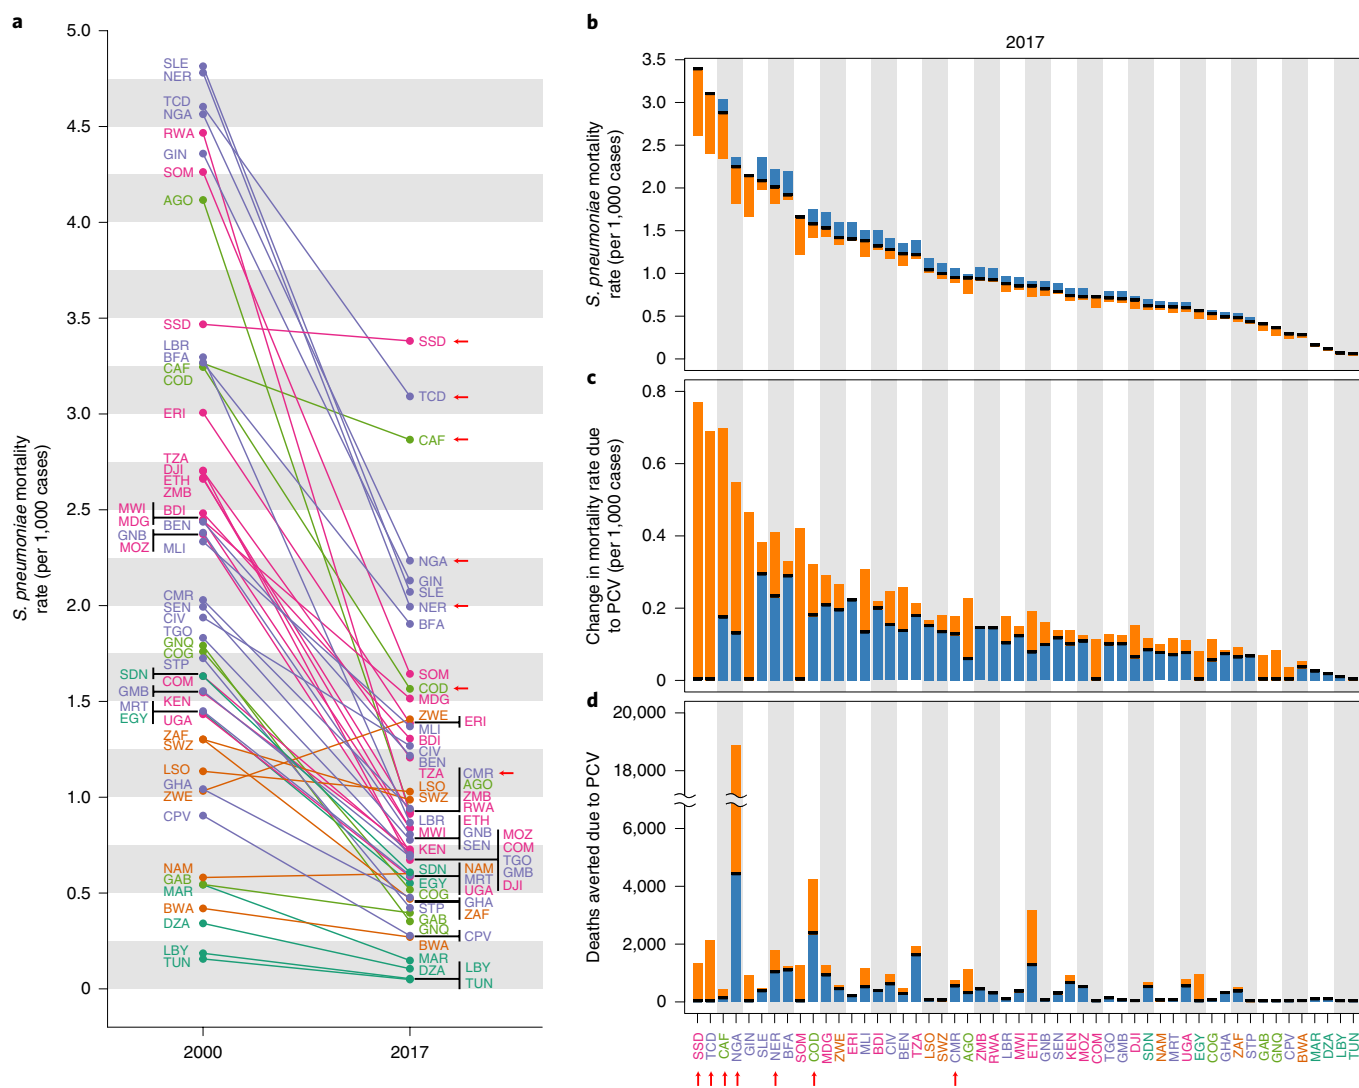 a
S. pneumoniae mortality
rate (per 1,000 cases)
5.0
4.5
4.0
3.5
3.0
2.5
2.0
1.5
1.0
0.5
0
SLE
NER
TCD
NGA
RWA
GIN
SOM
AGO
SSD
LBR
BFA
CAF
COD
ERI
TZA
DJI
ETH
ZMB
MWI
BDI
MDG
BEN
GNB
MOZ
MLI
CMR
SEN
CIV
TGO
GNQ
COG
STP
SDN
COM
GMB
KEN
MRT
EGY
UGA
ZAF
SWZ
LSO
GHA
ZWE
CPV
NAM
GAB
MAR
BWA
DZA
LBY
TUN
SSD
TCD
CAF
NGA
GIN
SLE
NER
BFA
SOM
COD
MDG
ZWE
ERI
MLI
BDI
CIV
BEN
TZA
CMR
LSO
AGO
SWZ
ZMB
RWA
LBR
ETH
MWI
GNB
MOZ
KEN
SEN
COM
TGO
SDN
NAM
GMB
EGY
MRT
DJI
COG
UGA
STP
GHA
GAB
ZAF
GNQ
CPV
BWA
MAR
DZA
LBY
TUN
2000 2017
b
2017
S. pneumoniae mortality
rate (per 1,000 cases)
3.5
3.0
2.5
2.0
1.5
1.0
0.5
0
c
Change in mortality rate due
to PCV (per 1,000 cases)
0.8
0.6
0.4
0.2
0
d
Deaths averted due to PCV
20,000
18,000
6,000
4,000
2,000
0
SSD TCD CAF NGA GIN SLE NER BFA SOM COD MDG ZWE ERI MLI BDI CIV BEN TZA LSO SWZ CMR AGO ZMB RWA LBR MWI ETH GNB SEN KEN MOZ COM TGO GMB DJI SDN NAM MRT UGA EGY COG GHA ZAF STP GAB GNQ CPV BWA MAR DZA LBY TUN